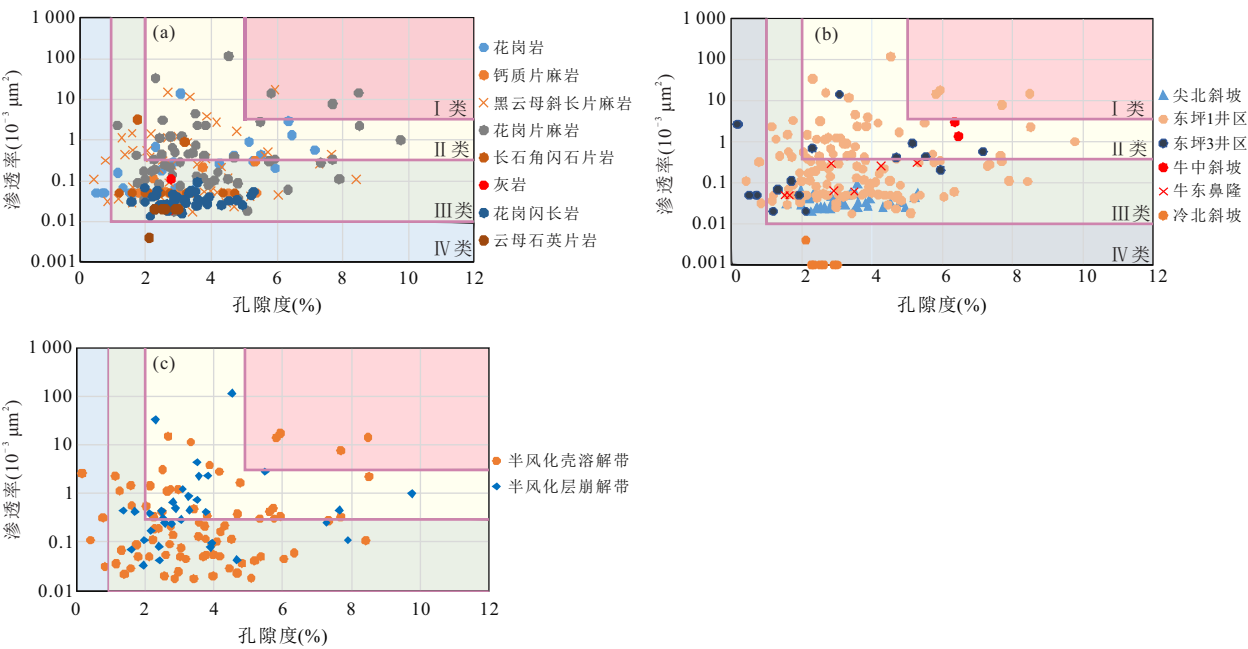 (a)
1 000
100
10
1
0.1
0.01
0.001
渗透率(10⁻³ μm²)
0 2 4 6 8 10 12
孔隙度(%)
Ⅰ类
Ⅱ类
Ⅲ类
Ⅳ类
花岗岩
钙质片麻岩
黑云母斜长片麻岩
花岗片麻岩
长石角闪石片岩
灰岩
花岗闪长岩
云母石英片岩
(b)
1 000
100
10
1
0.1
0.01
0.001
渗透率(10⁻³ μm²)
0 2 4 6 8 10 12
孔隙度(%)
Ⅰ类
Ⅱ类
Ⅲ类
Ⅳ类
尖北斜坡
东坪1井区
东坪3井区
牛中斜坡
牛东鼻隆
冷北斜坡
(c)
1 000
100
10
1
0.1
0.01
渗透率(10⁻³ μm²)
0 2 4 6 8 10 12
孔隙度(%)
半风化壳溶解带
半风化层崩解带